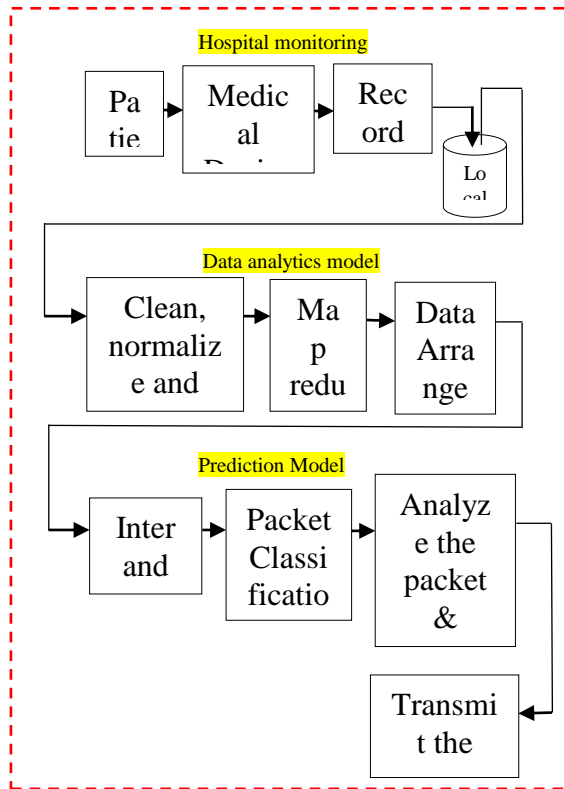 Hospital monitoring
Pa
tie
Medic
al
Rec
ord
Lo
cal
Data analytics model
Clean,
normaliz
e and
Ma
p
redu
Data
Arra
nge
Prediction Model
Inter
and
Packet
Classi
ficatio
Analyz
e the
packet
&
Transmi
t the